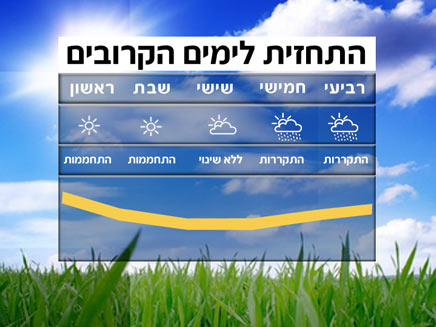 התחזית לימים הקרובים
רביעי חמישי שישי שבת ראשון
התקררות התקררות ללא שינוי התחממות התחממות